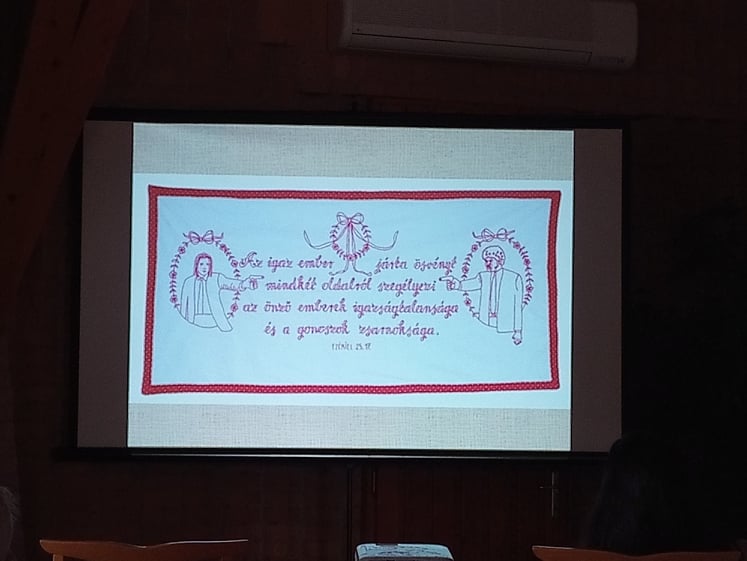 Az igaz ember járta ösvényt
mindkét oldalról szegélyezi
az önző emberek igazságtalansága
és a gonoszok zsarnoksága.
EZÉKIEL 25. 17.